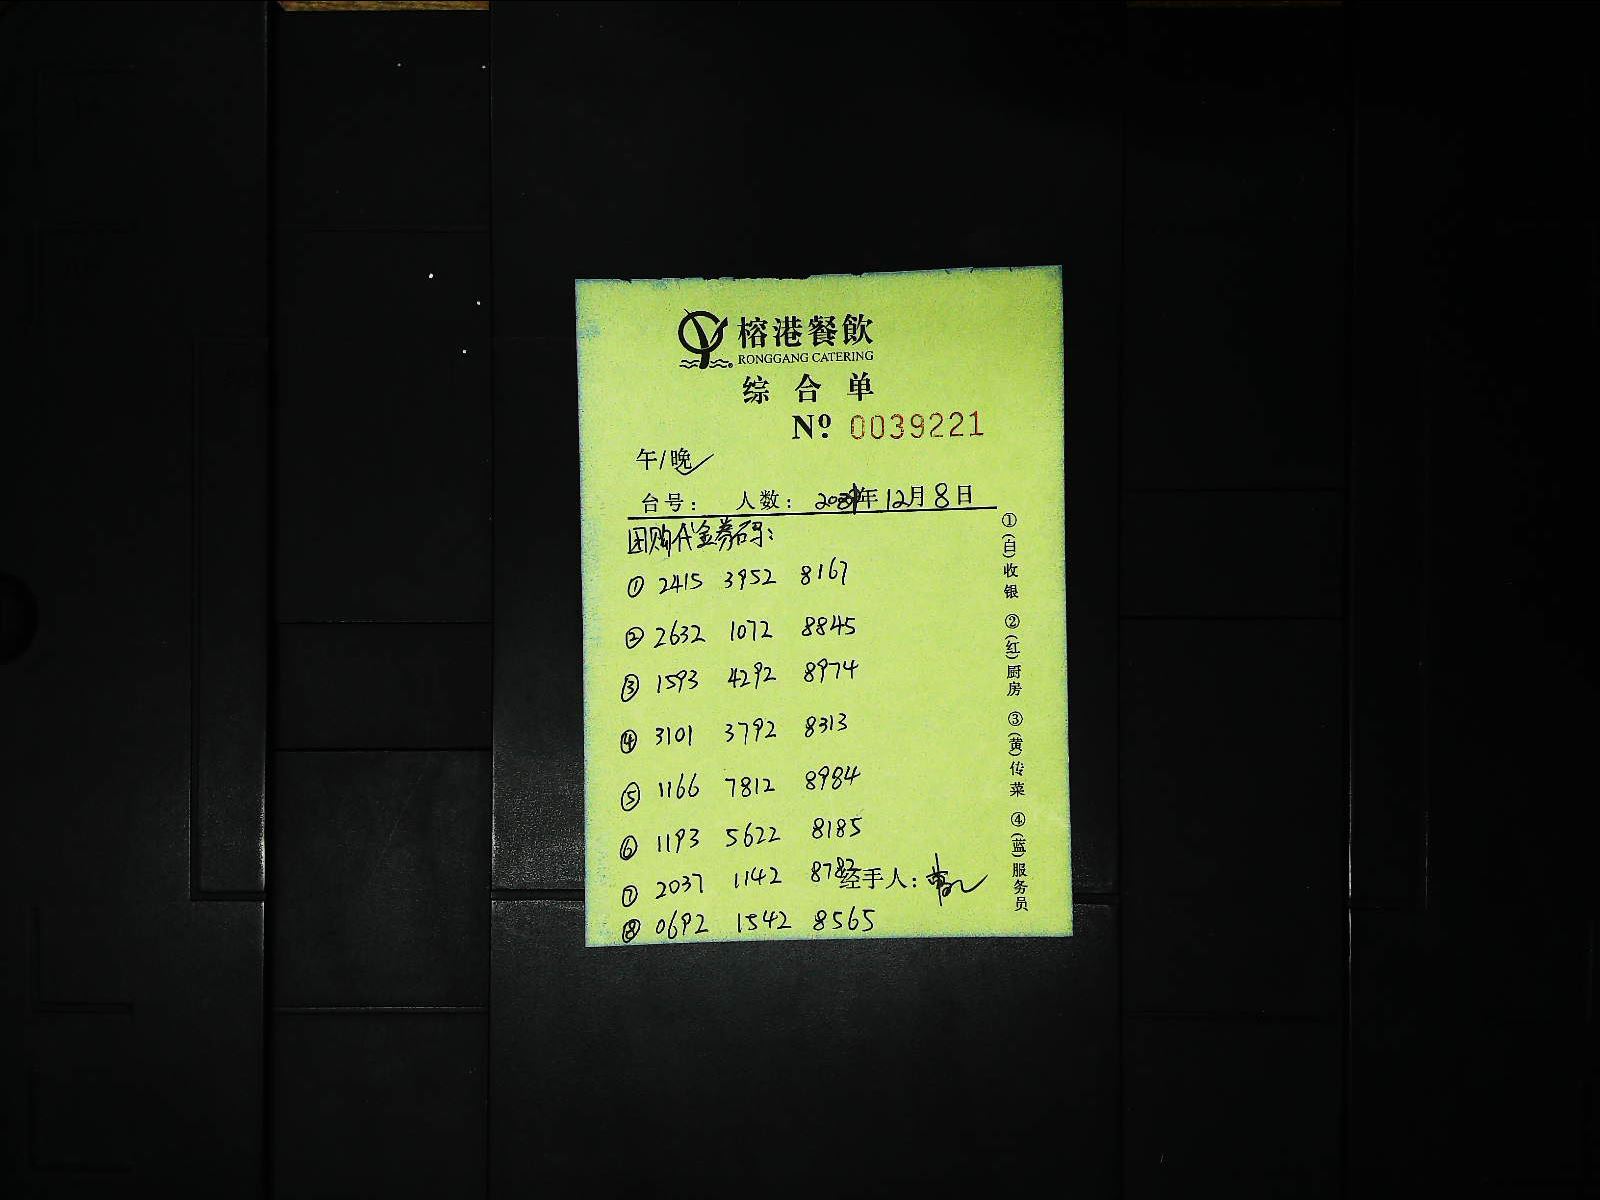 榕港餐飲
RONGGANG CATERING
综合单
Nº 0039221
午/晚✓
台号： 人数： 年12月8日
团购代金券码：
① 2415 3952 8167
② 2632 1072 8845
③ 1593 4292 8974
④ 3101 3792 8313
⑤ 1166 7812 8984
⑥ 1193 5622 8185
⑦ 2037 1142 8782
经手人：
⑧ 0692 1542 8565
①(白)收银 ②(红)厨房 ③(黄)传菜 ④(蓝)服务员